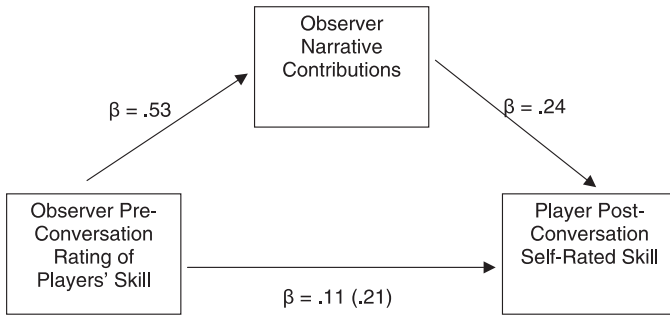 Observer
Narrative
Contributions
β = .53
β = .24
Observer Pre-
Conversation
Rating of
Players' Skill
Player Post-
Conversation
Self-Rated Skill
β = .11 (.21)